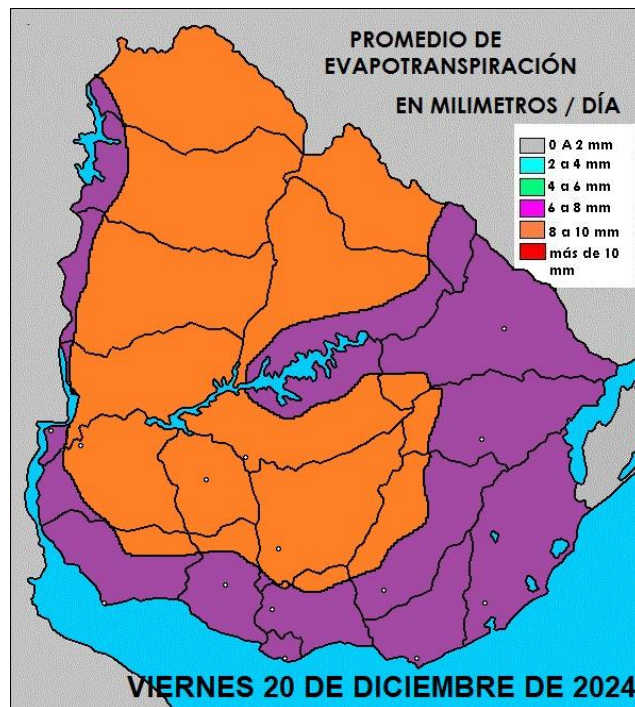 PROMEDIO DE
EVAPOTRANSPIRACIÓN
EN MILIMETROS / DÍA
0 A 2 mm
2 a 4 mm
4 a 6 mm
6 a 8 mm
8 a 10 mm
más de 10
mm
VIERNES 20 DE DICIEMBRE DE 2024